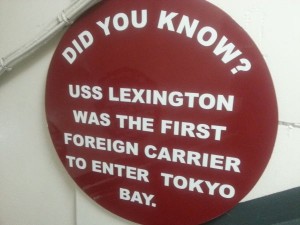 DID YOU KNOW?
USS LEXINGTON
WAS THE FIRST
FOREIGN CARRIER
TO ENTER TOKYO
BAY.